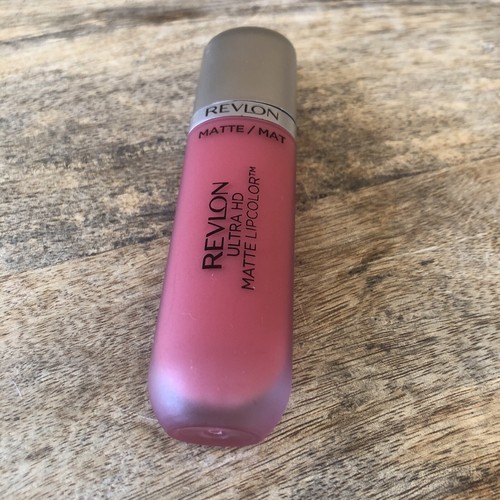 REVLON
MATTE / MAT
REVLON
ULTRA HD
MATTE LIPCOLOR™